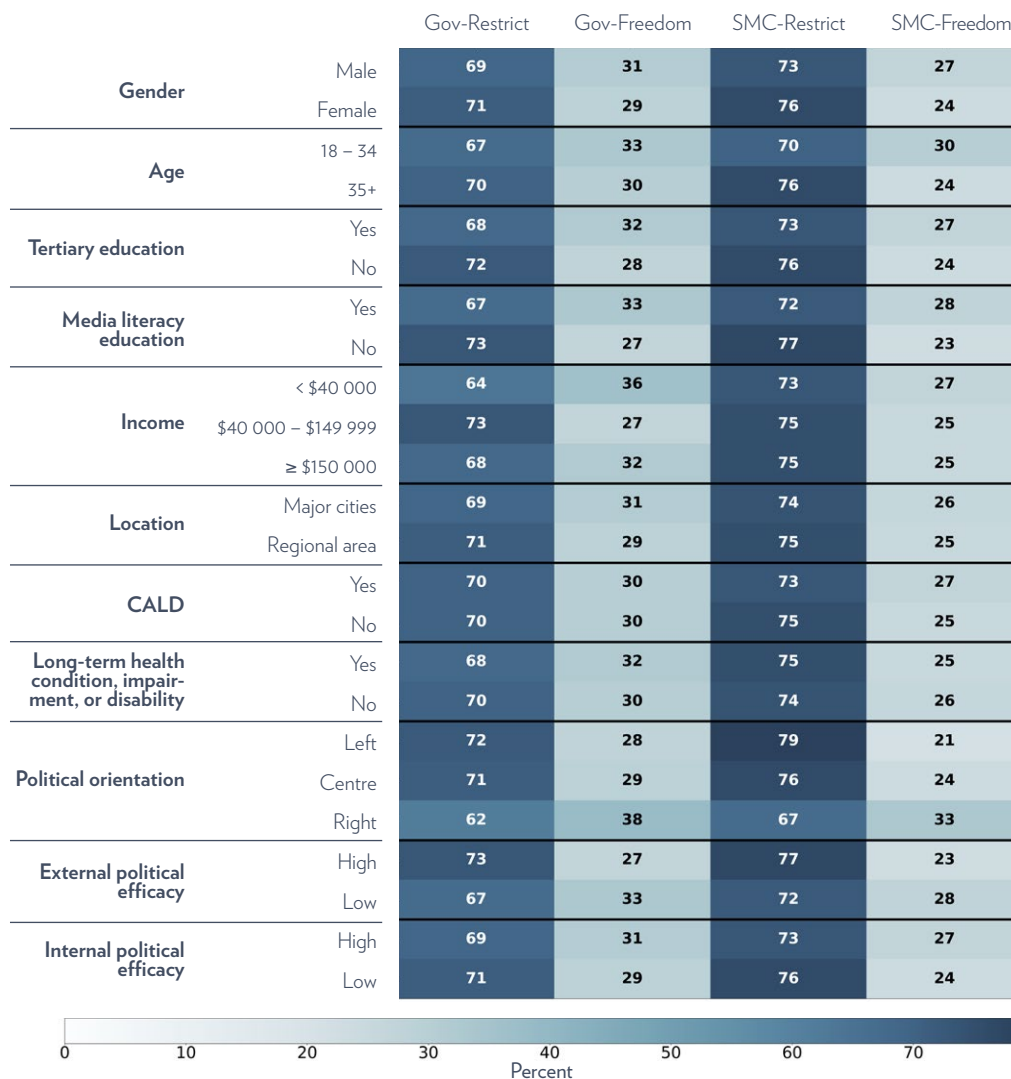 Gov-Restrict Gov-Freedom SMC-Restrict SMC-Freedom
Gender
Male 69 31 73 27
Female 71 29 76 24
Age
18 – 34 67 33 70 30
35+ 70 30 76 24
Tertiary education
Yes 68 32 73 27
No 72 28 76 24
Media literacy
education
Yes 67 33 72 28
No 73 27 77 23
Income
< $40 000 64 36 73 27
$40 000 – $149 999 73 27 75 25
≥ $150 000 68 32 75 25
Location
Major cities 69 31 74 26
Regional area 71 29 75 25
CALD
Yes 70 30 73 27
No 70 30 75 25
Long-term health
condition, impair-
ment, or disability
Yes 68 32 75 25
No 70 30 74 26
Political orientation
Left 72 28 79 21
Centre 71 29 76 24
Right 62 38 67 33
External political
efficacy
High 73 27 77 23
Low 67 33 72 28
Internal political
efficacy
High 69 31 73 27
Low 71 29 76 24
0 10 20 30 40 50 60 70
Percent